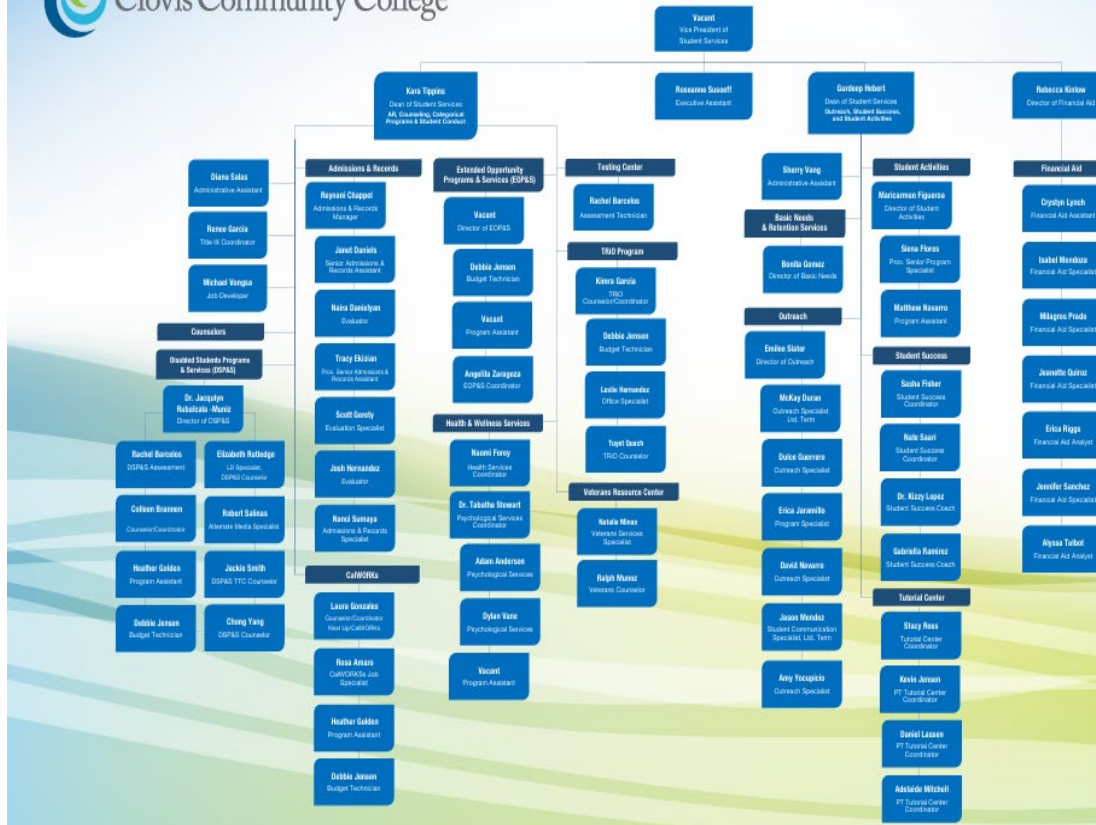 Clovis Community College
Vacant
Vice President of
Student Services
Kara Tippins
Dean of Student Services
AR, Counseling, Categorical
Programs & Student Conduct
Roseanne Susoeff
Executive Assistant
Gurdeep Hebert
Dean of Student Services
Outreach, Student Success,
and Student Activities
Rebecca Kinlow
Director of Financial Aid
Diana Salas
Administrative Assistant
Renee Garcia
Title IX Coordinator
Michael Vongsa
Job Developer
Counselors
Disabled Students Programs
& Services (DSP&S)
Dr. Jacqulyn
Rubalcaba -Muniz
Director of DSP&S
Rachel Barcelos
DSP&S Assessment
Colleen Brannon
Counselor/Coordinator
Heather Golden
Program Assistant
Debbie Jensen
Budget Technician
Elizabeth Rutledge
LD Specialist,
DSP&S Counselor
Robert Salinas
Alternate Media Specialist
Jackie Smith
DSP&S TTC Counselor
Chong Yang
DSP&S Counselor
Admissions & Records
Reynani Chappel
Admissions & Records
Manager
Janet Daniels
Senior Admissions &
Records Assistant
Naira Danielyan
Evaluator
Tracy Ekizian
Prov. Senior Admissions &
Records Assistant
Scott Gerety
Evaluation Specialist
Josh Hernandez
Evaluator
Nanci Sumaya
Admissions & Records
Specialist
CalWORKs
Laura Gonzales
Counselor/Coordinator
Next Up/CalWORKs
Rosa Amaro
CalWORKSs Job
Specialist
Heather Golden
Program Assistant
Debbie Jensen
Budget Technician
Extended Opportunity
Programs & Services (EOP&S)
Vacant
Director of EOP&S
Debbie Jensen
Budget Technician
Vacant
Program Assistant
Angelita Zaragoza
EOP&S Coordinator
Health & Wellness Services
Naomi Forey
Health Services
Coordinator
Dr. Tabatha Stewart
Psychological Services
Coordinator
Adam Andersen
Psychological Services
Dylan Vane
Psychological Services
Vacant
Program Assistant
Testing Center
Rachel Barcelos
Assessment Technician
TRiO Program
Kimra Garcia
TRiO
Counselor/Coordinator
Debbie Jensen
Budget Technician
Leslie Hernandez
Office Specialist
Tuyet Quach
TRiO Counselor
Veterans Resource Center
Natalie Minas
Veterans Services
Specialist
Ralph Munoz
Veterans Counselor
Sherry Vang
Administrative Assistant
Basic Needs
& Retention Services
Bonita Gomez
Director of Basic Needs
Outreach
Emilee Slater
Director of Outreach
McKay Duran
Outreach Specialist
Ltd. Term
Dulce Guerrero
Outreach Specialist
Erica Jaramillo
Program Specialist
David Navarro
Outreach Specialist
Jason Mendez
Student Communication
Specialist, Ltd. Term
Amy Yocupicio
Outreach Specialist
Student Activities
Maricarmen Figueroa
Director of Student
Activities
Siena Flores
Prov. Senior Program
Specialist
Matthew Navarro
Program Assistant
Student Success
Sasha Fisher
Student Success
Coordinator
Nate Saari
Student Success
Coordinator
Dr. Kizzy Lopez
Student Success Coach
Gabriella Ramirez
Student Success Coach
Tutorial Center
Stacy Ross
Tutorial Center
Coordinator
Kevin Jensen
PT Tutorial Center
Coordinator
Daniel Lassen
PT Tutorial Center
Coordinator
Adelaide Mitchell
PT Tutorial Center
Coordinator
Financial Aid
Crystyn Lynch
Financial Aid Assistant
Isabel Mendoza
Financial Aid Specialist
Milagros Prado
Financial Aid Specialist
Jeanette Quiroz
Financial Aid Specialist
Erica Riggs
Financial Aid Analyst
Jennifer Sanchez
Financial Aid Specialist
Alyssa Talbot
Financial Aid Analyst